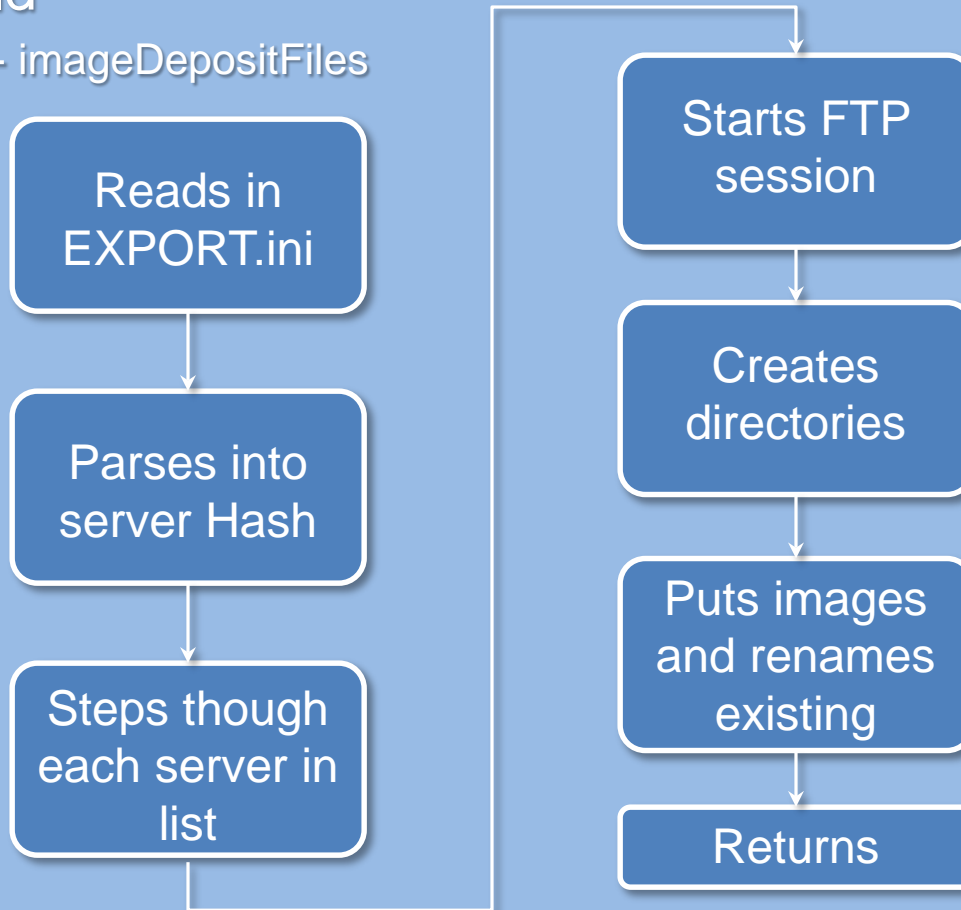 - imageDepositFiles
Reads in
EXPORT.ini
Parses into
server Hash
Steps though
each server in
list
Starts FTP
session
Creates
directories
Puts images
and renames
existing
Returns